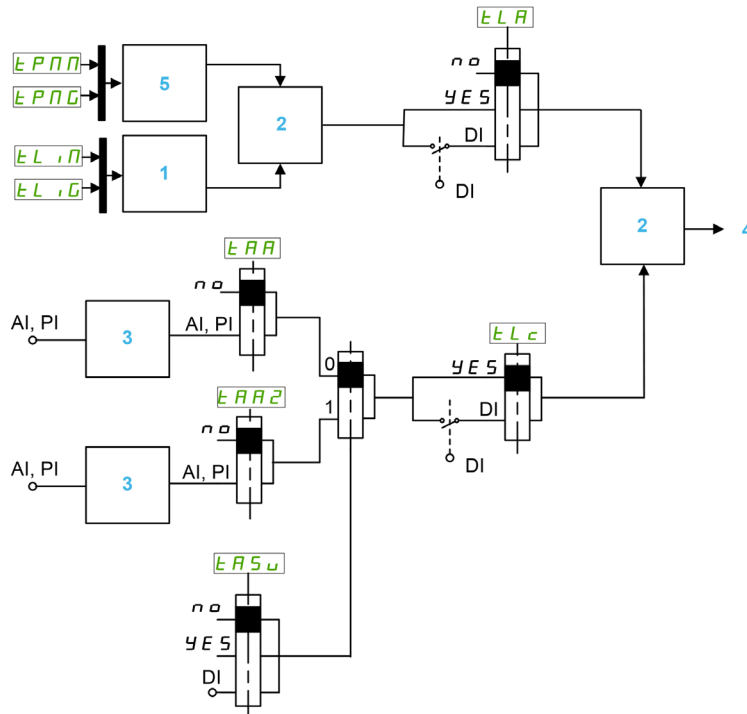 tLA
tPMM
tPMG
5
no
YES
2
DI
DI
tLiM
tLiG
1
2
4
tAA
no
AI, PI
3
AI, PI
0
tLc
YES
tAA2
1
DI
no
AI, PI
3
AI, PI
DI
tASu
no
YES
DI